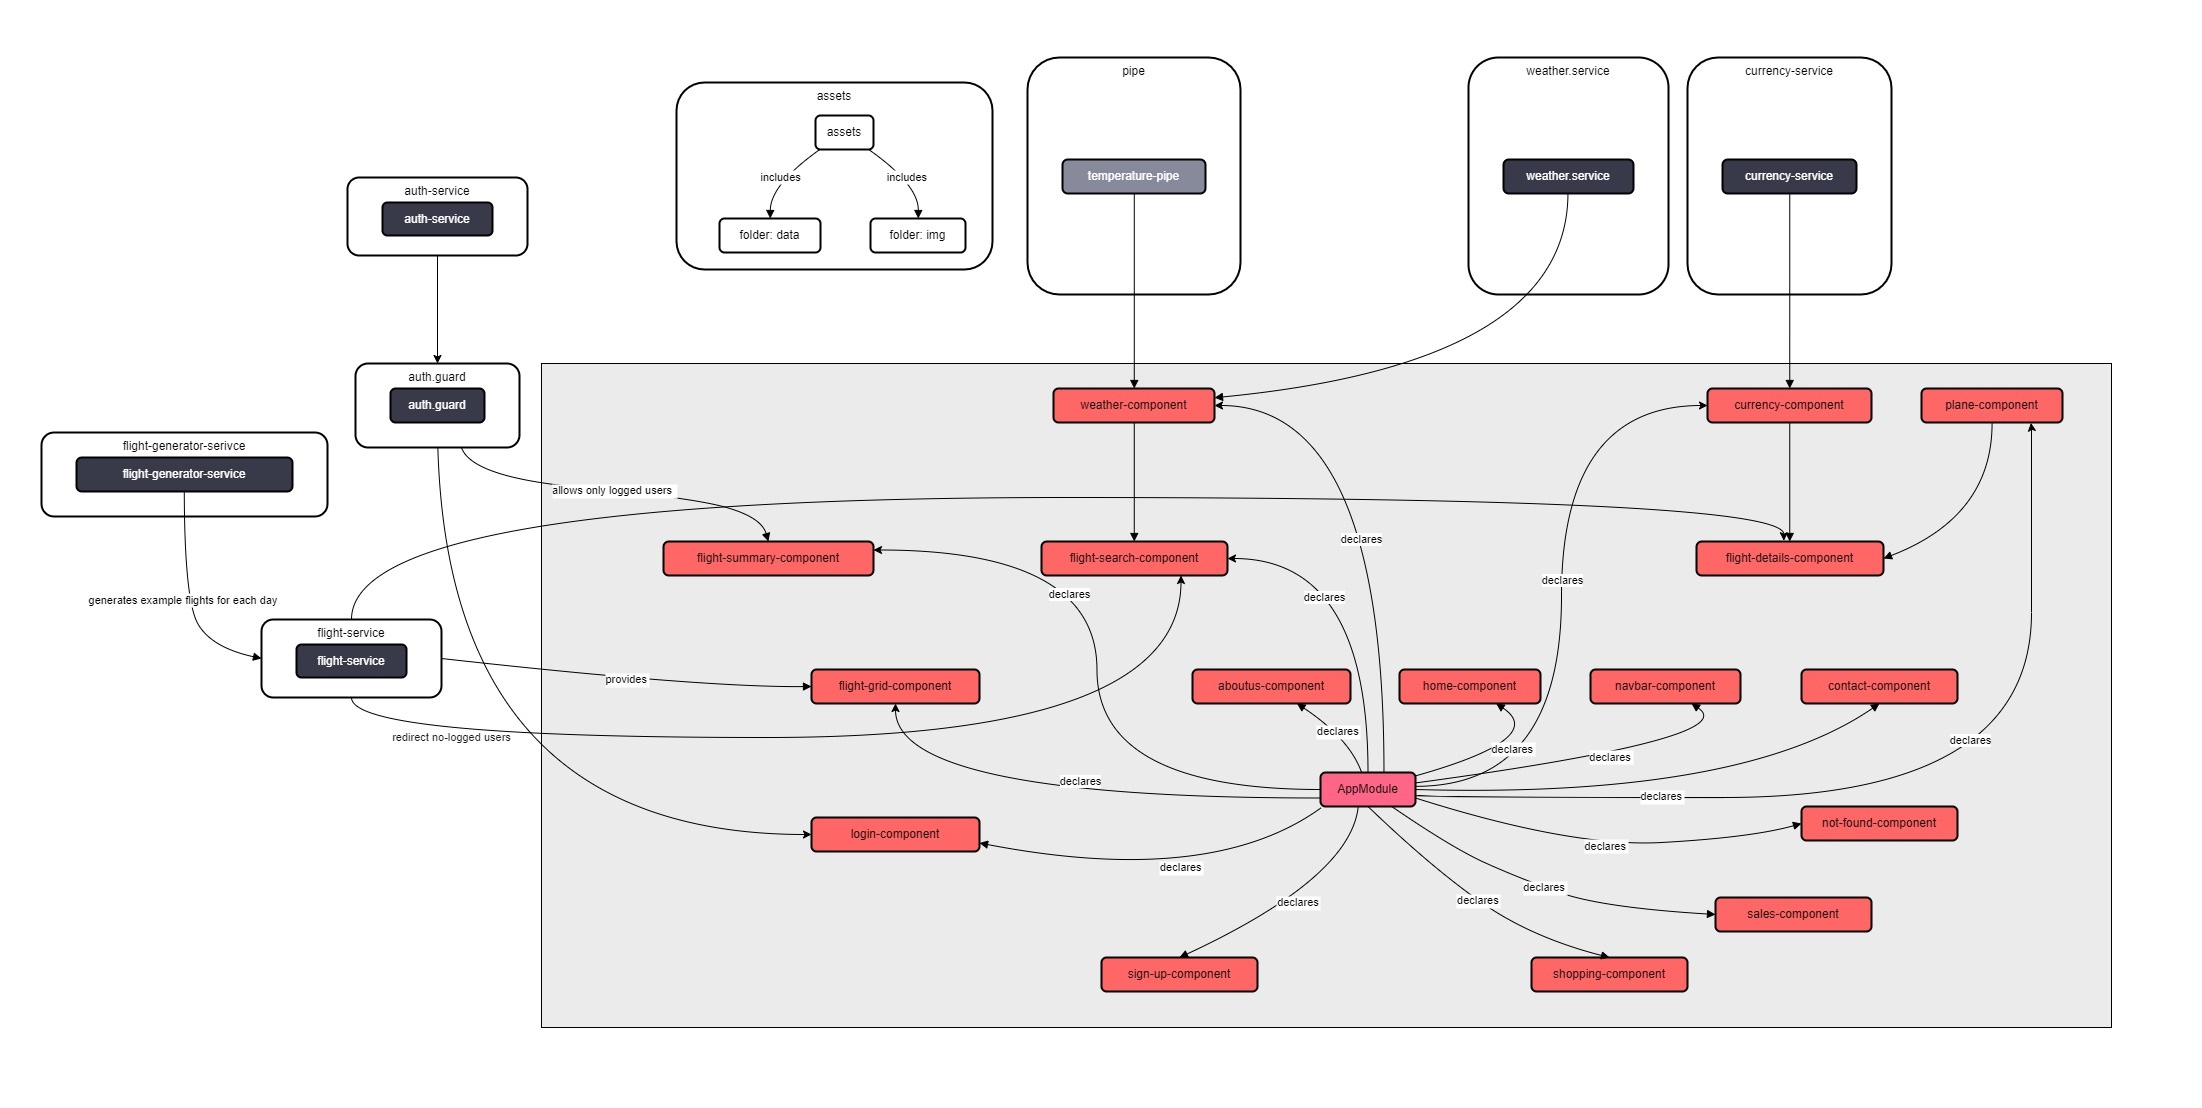 pipe
weather.service
currency-service
assets
assets
temperature-pipe
weather.service
currency-service
includes
includes
auth-service
auth-service
folder: data
folder: img
auth.guard
auth.guard
weather-component
currency-component
plane-component
flight-generator-serivce
flight-generator-service
allows only logged users
declares
flight-summary-component
flight-search-component
flight-details-component
declares
declares
declares
generates example flights for each day
flight-service
flight-service
provides
flight-grid-component
aboutus-component
home-component
navbar-component
contact-component
redirect no-logged users
declares
declares
declares
declares
declares
AppModule
declares
login-component
not-found-component
declares
declares
declares
declares
declares
sales-component
sign-up-component
shopping-component